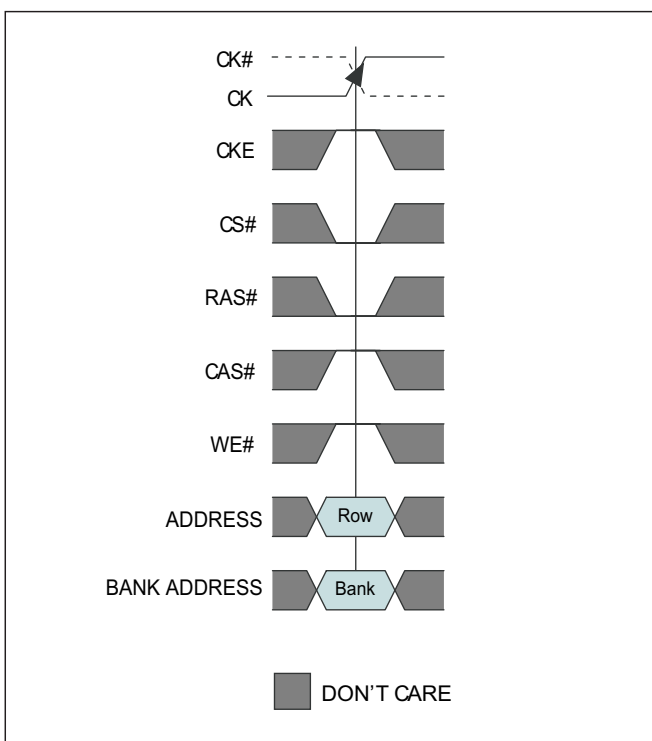 CK#
CK
CKE
CS#
RAS#
CAS#
WE#
ADDRESS Row
BANK ADDRESS Bank
DON'T CARE